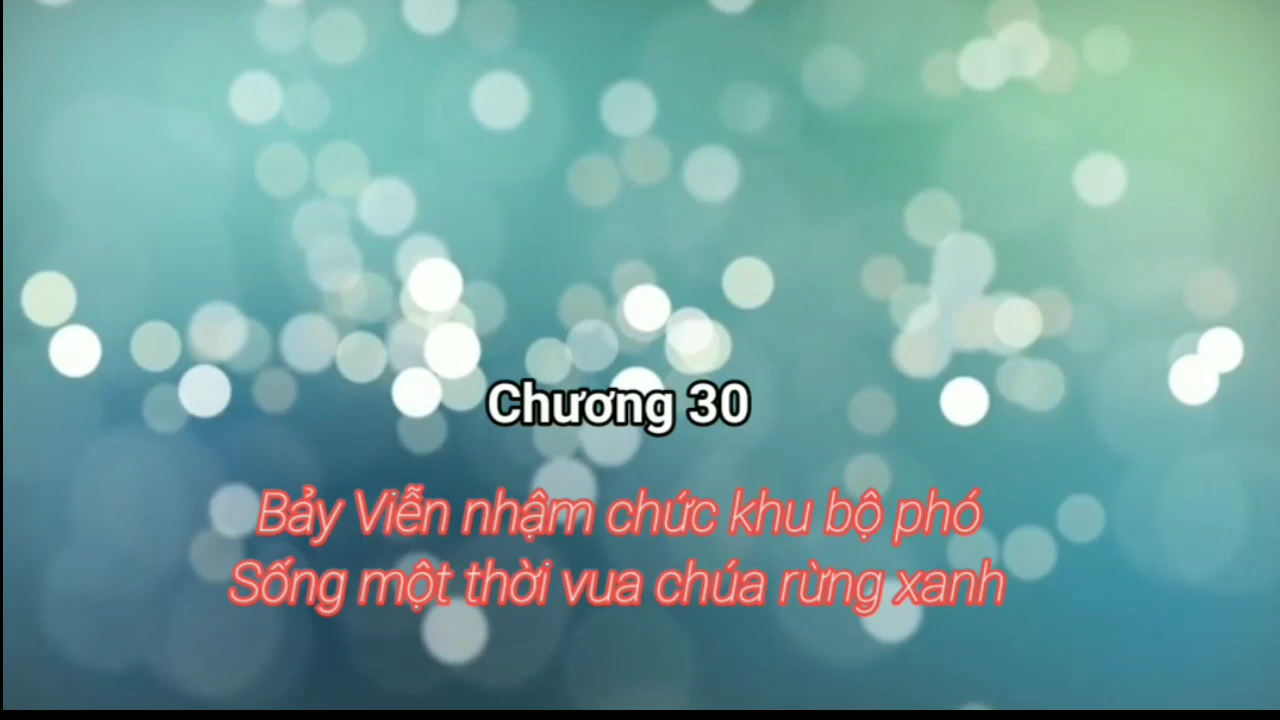 Chương 30
Bảy Viễn nhậm chức khu bộ phó
Sống một thời vua chúa rừng xanh